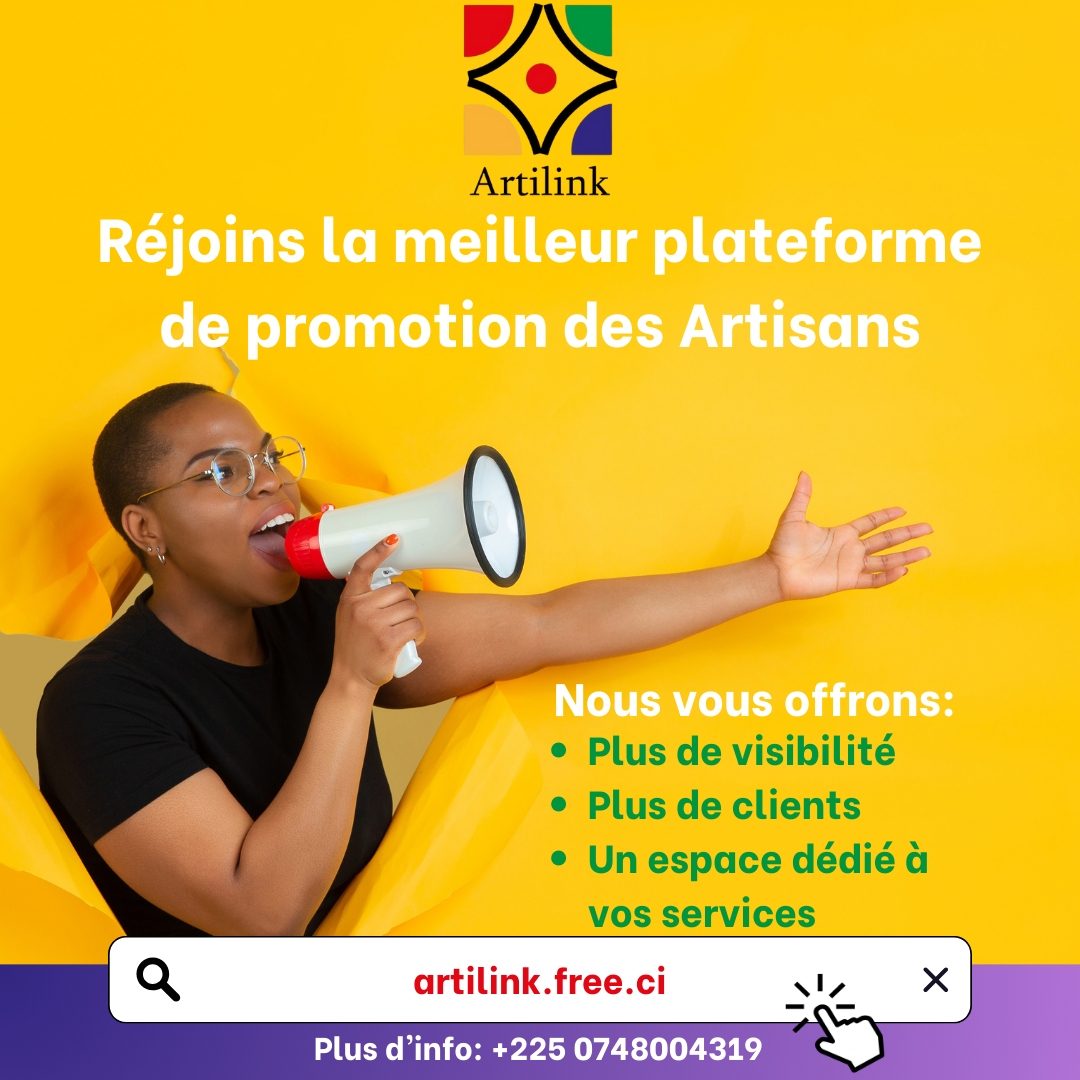 Artilink
Réjoins la meilleur plateforme
de promotion des Artisans
Nous vous offrons:
• Plus de visibilité
• Plus de clients
• Un espace dédié à
vos services
artilink.free.ci
Plus d'info: +225 0748004319